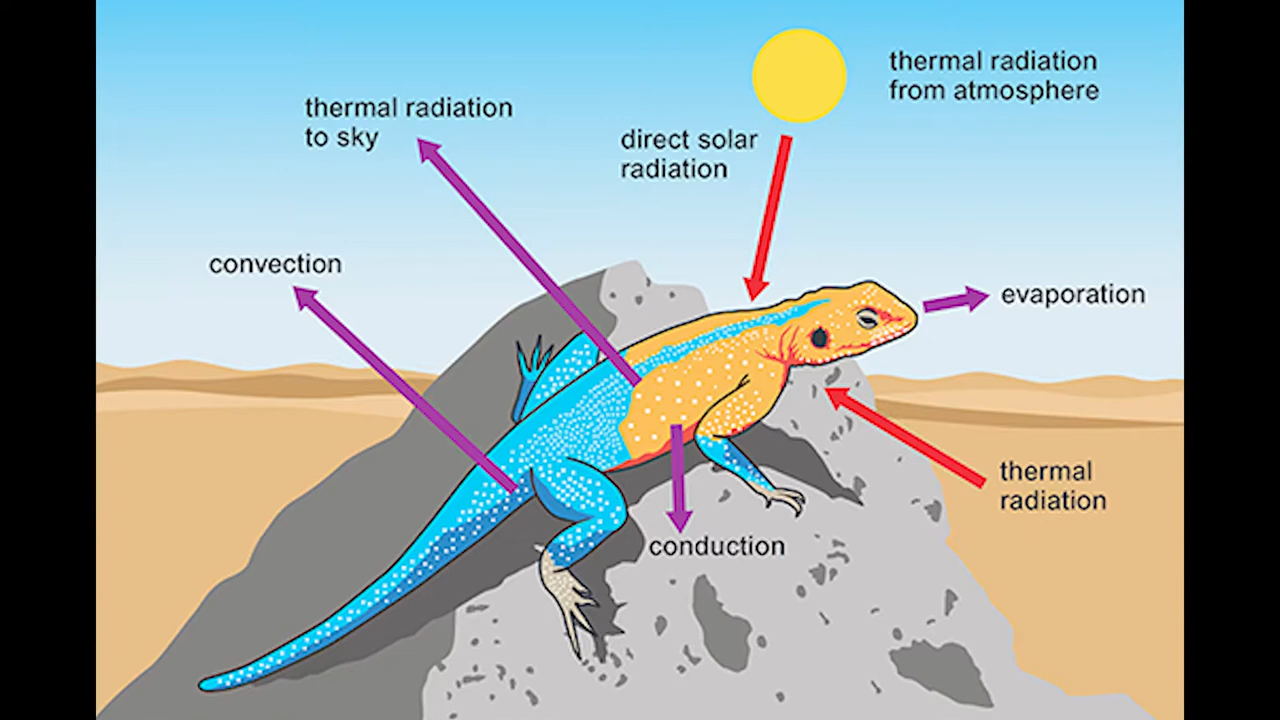 thermal radiation
from atmosphere
thermal radiation
to sky
direct solar
radiation
convection
evaporation
thermal
radiation
conduction